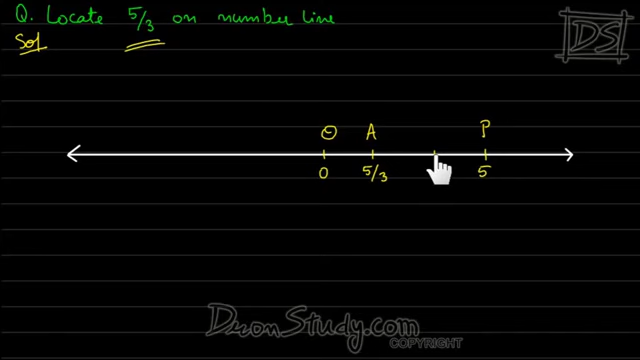 Q. Locate 5/3 on number line
Sol
DS
O A P
0 5/3 5
DronStudy.com
COPYRIGHT